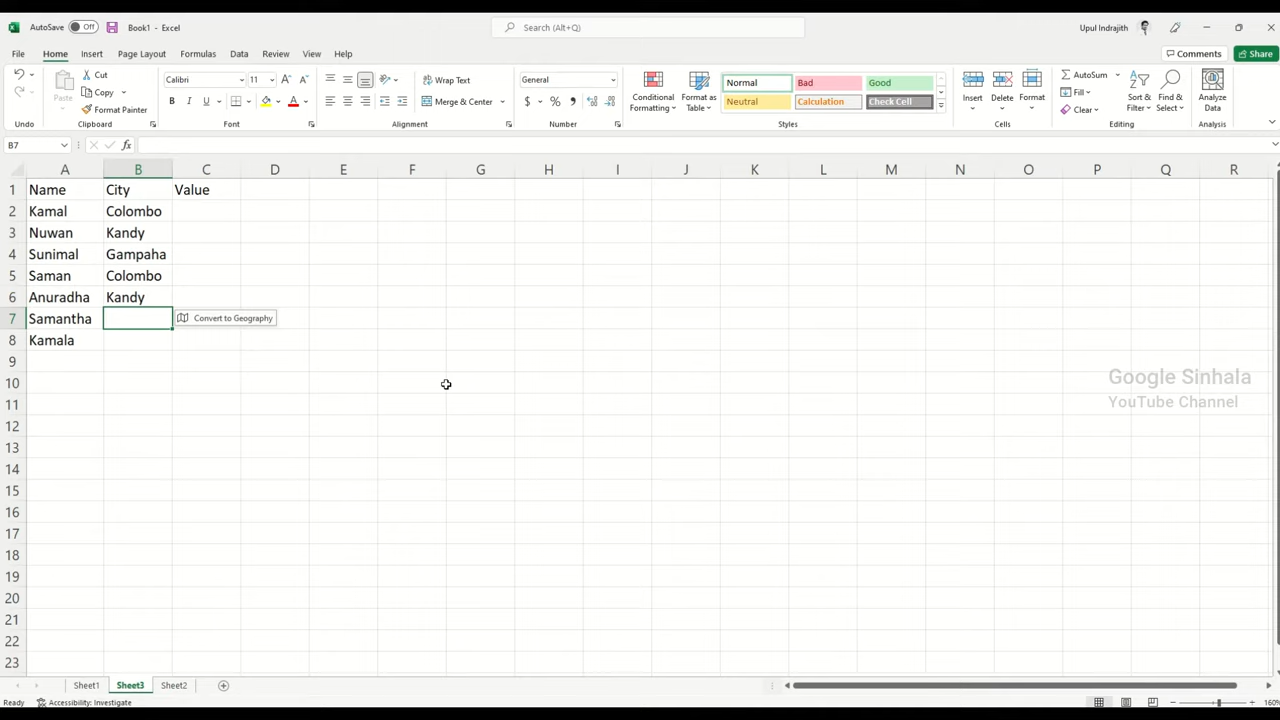 AutoSave Off Book1 - Excel Search (Alt+Q) Upul Indrajith
File Home Insert Page Layout Formulas Data Review View Help Comments Share
Undo
Paste Cut Copy Format Painter Clipboard
Calibri 11 A A B I U A Font
Wrap Text Merge & Center Alignment
General $ % , Number
Conditional Formatting Format as Table
Normal Bad Good
Neutral Calculation Check Cell
Styles
Insert Delete Format Cells
AutoSum Fill Clear Sort & Filter Find & Select Editing
Analyze Data Analysis
B7 fx
A B C D E F G H I J K L M N O P Q R
1 Name City Value
2 Kamal Colombo
3 Nuwan Kandy
4 Sunimal Gampaha
5 Saman Colombo
6 Anuradha Kandy
7 Samantha Convert to Geography
8 Kamala
9
10 Google Sinhala
11 YouTube Channel
12
13
14
15
16
17
18
19
20
21
22
23
Sheet1 Sheet3 Sheet2
Ready Accessibility: Investigate 160%